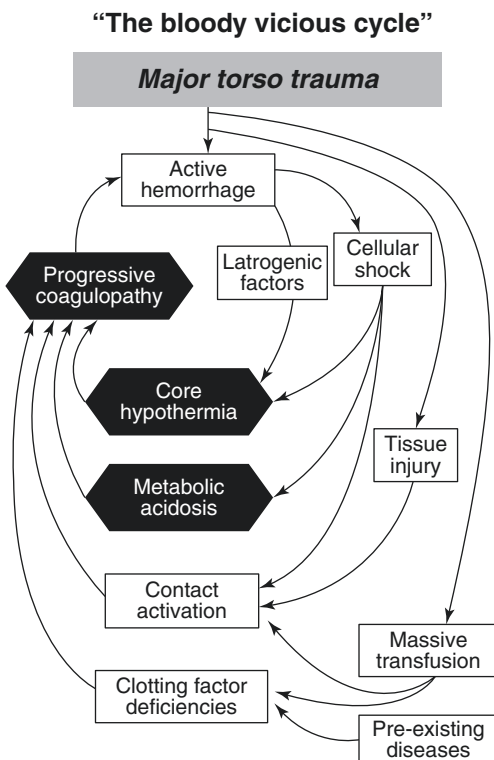 “The bloody vicious cycle”
Major torso trauma
Active
hemorrhage
Cellular
shock
Latrogenic
factors
Progressive
coagulopathy
Core
hypothermia
Tissue
injury
Metabolic
acidosis
Contact
activation
Massive
transfusion
Clotting factor
deficiencies
Pre-existing
diseases